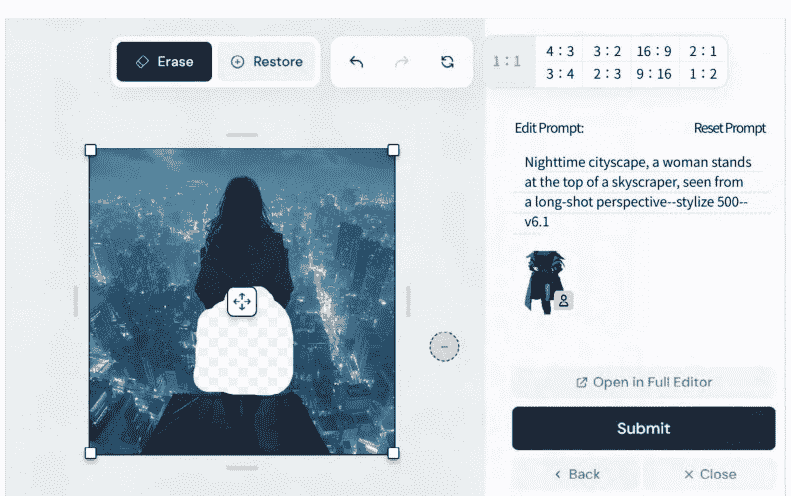 Erase
Restore
1:1
4:3 3:2 16:9 2:1
3:4 2:3 9:16 1:2
Edit Prompt: Reset Prompt
Nighttime cityscape, a woman stands
at the top of a skyscraper, seen from
a long-shot perspective--stylize 500--
v6.1
Open in Full Editor
Submit
Back
Close